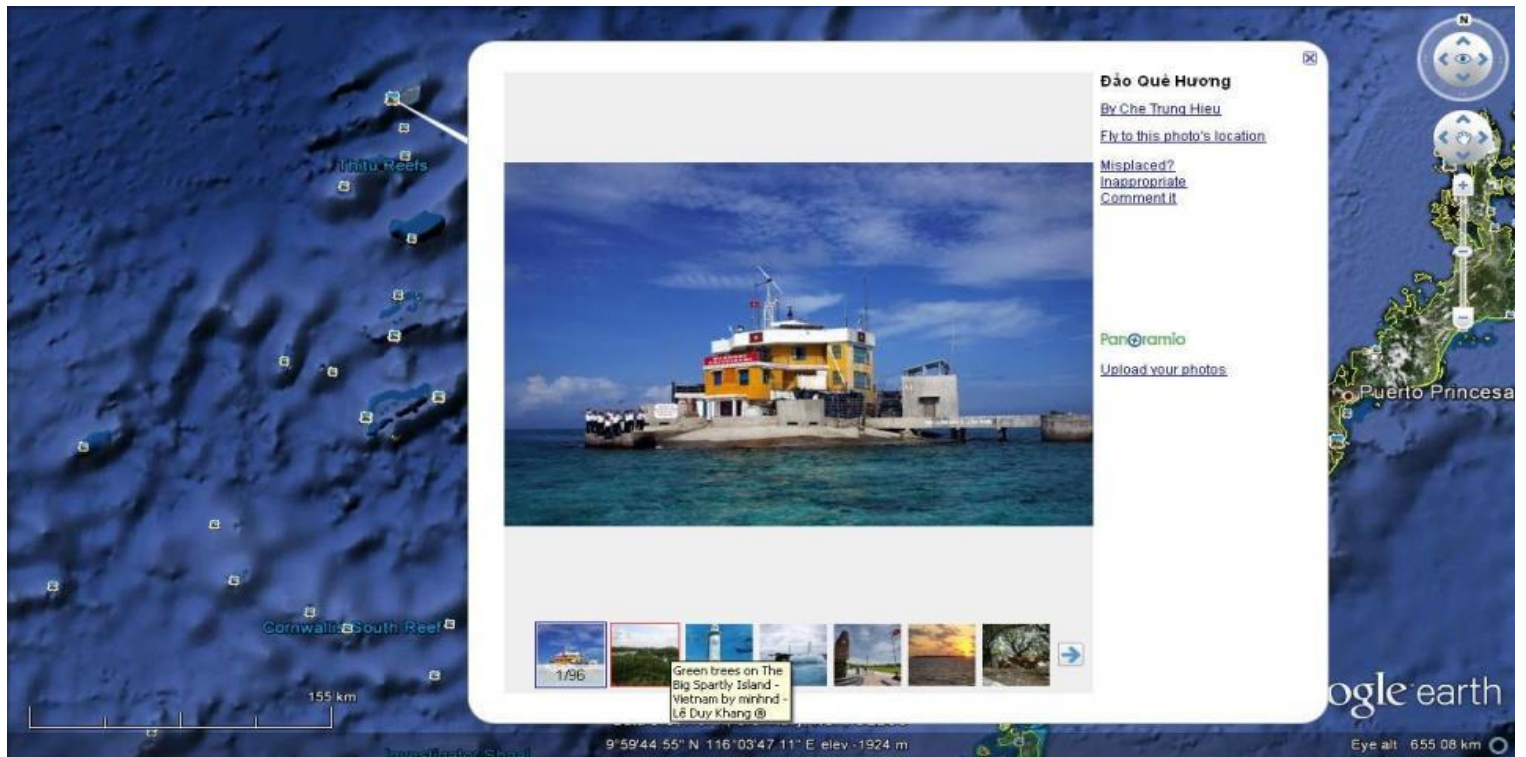 N
Đảo Quê Hương
By Che Trung Hieu
Fly to this photo's location
Misplaced?
Inappropriate
Comment it
Thitu Reefs
Panoramio
Upload your photos
Puerto Princesa
Cornwallis South Reef
1/96
Green trees on The
Big Spartly Island -
Vietnam by minhnd -
Lê Duy Khang ®
155 km
ogle earth
Investigator Shoal
9°59'44.55" N 116°03'47.11" E elev -1924 m
Eye alt 655.08 km